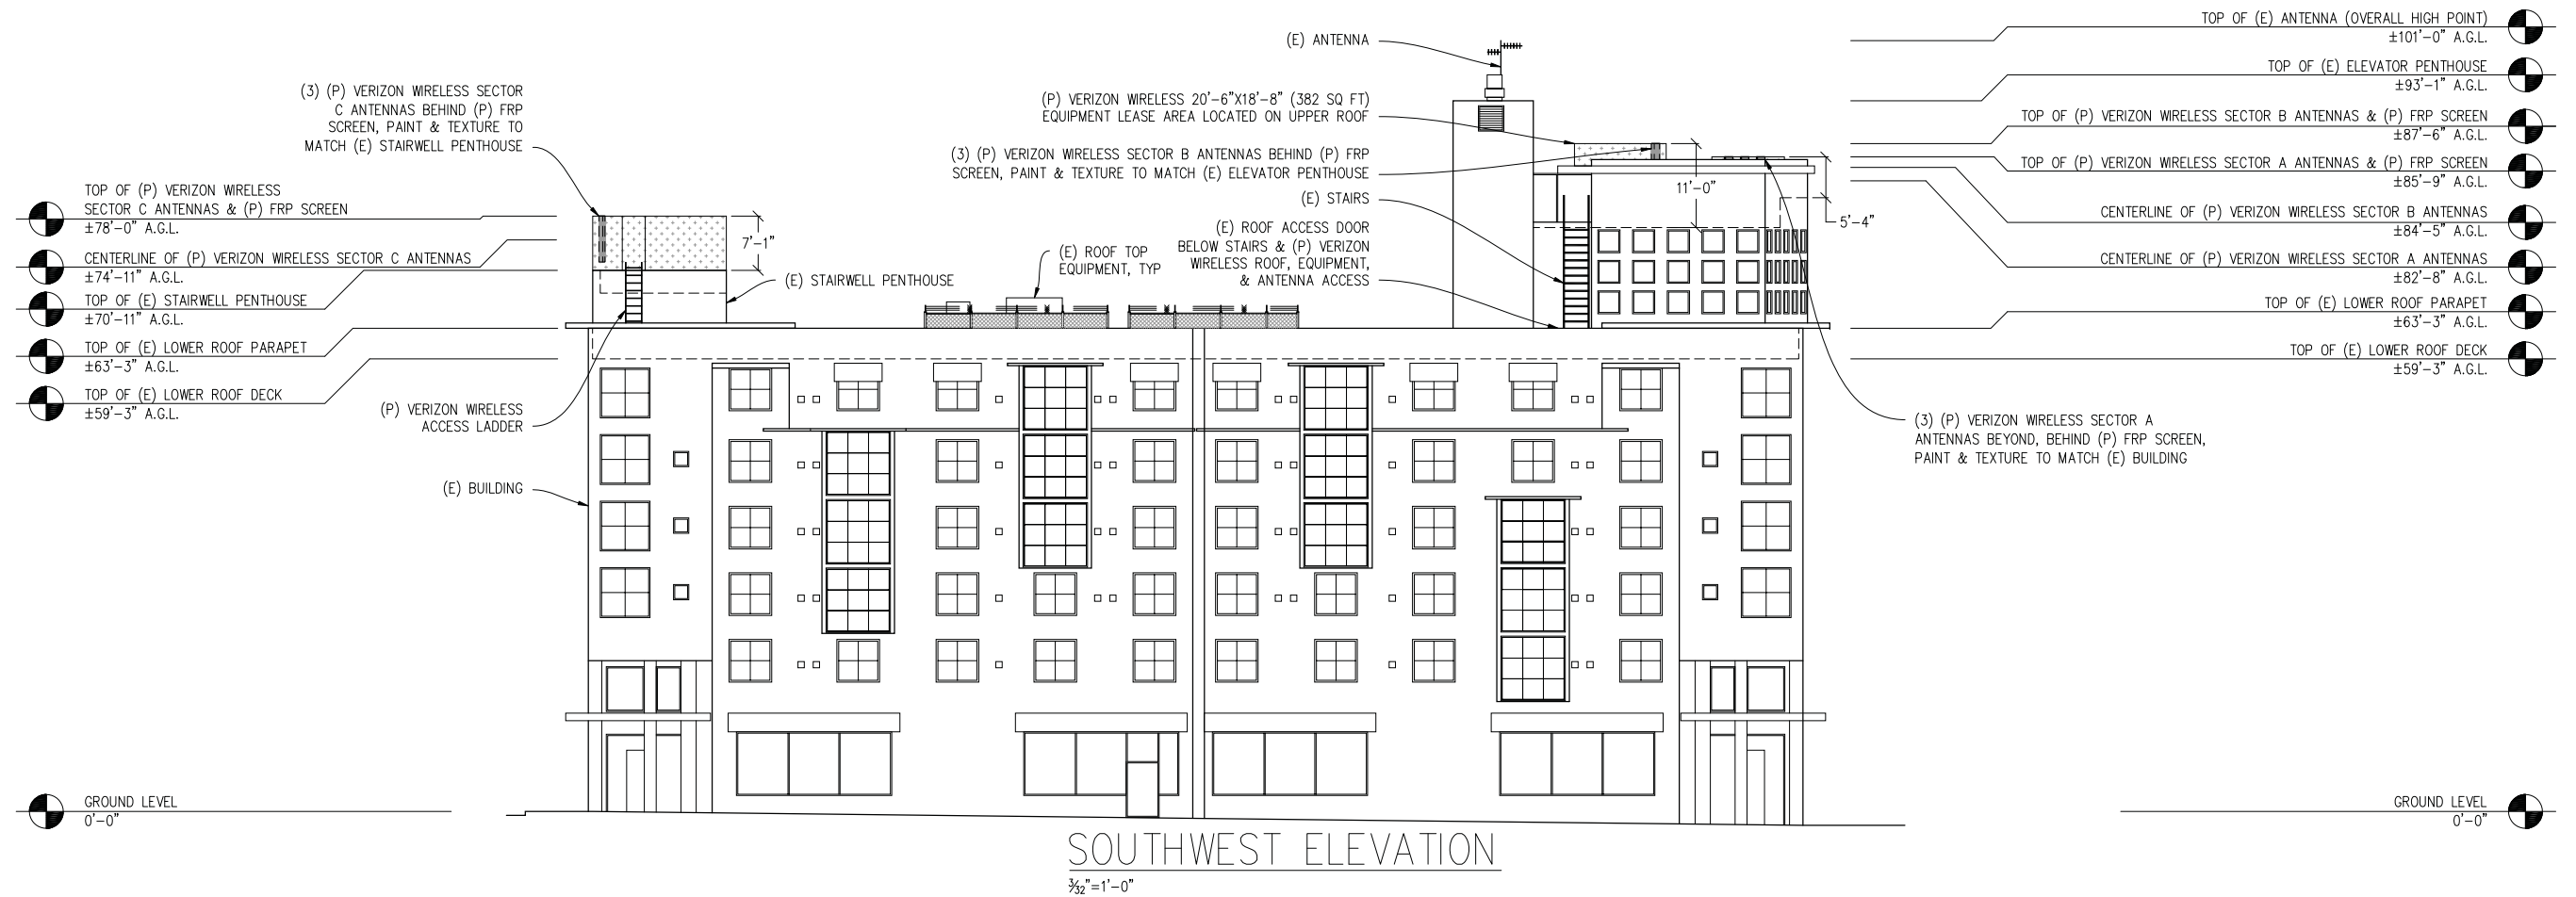 (E) ANTENNA
(P) VERIZON WIRELESS 20'-6"X18'-8" (382 SQ FT)
EQUIPMENT LEASE AREA LOCATED ON UPPER ROOF
(3) (P) VERIZON WIRELESS SECTOR B ANTENNAS BEHIND (P) FRP
SCREEN, PAINT & TEXTURE TO MATCH (E) ELEVATOR PENTHOUSE
(E) STAIRS
(E) ROOF ACCESS DOOR
BELOW STAIRS & (P) VERIZON
WIRELESS ROOF, EQUIPMENT,
& ANTENNA ACCESS
(E) ROOF TOP
EQUIPMENT, TYP
(E) STAIRWELL PENTHOUSE
7'-1"
11'-0"
5'-4"
(3) (P) VERIZON WIRELESS SECTOR
C ANTENNAS BEHIND (P) FRP
SCREEN, PAINT & TEXTURE TO
MATCH (E) STAIRWELL PENTHOUSE
TOP OF (P) VERIZON WIRELESS
SECTOR C ANTENNAS & (P) FRP SCREEN
±78'-0" A.G.L.
CENTERLINE OF (P) VERIZON WIRELESS SECTOR C ANTENNAS
±74'-11" A.G.L.
TOP OF (E) STAIRWELL PENTHOUSE
±70'-11" A.G.L.
TOP OF (E) LOWER ROOF PARAPET
±63'-3" A.G.L.
TOP OF (E) LOWER ROOF DECK
±59'-3" A.G.L.
(P) VERIZON WIRELESS
ACCESS LADDER
(E) BUILDING
GROUND LEVEL
0'-0"
TOP OF (E) ANTENNA (OVERALL HIGH POINT)
±101'-0" A.G.L.
TOP OF (E) ELEVATOR PENTHOUSE
±93'-1" A.G.L.
TOP OF (P) VERIZON WIRELESS SECTOR B ANTENNAS & (P) FRP SCREEN
±87'-6" A.G.L.
TOP OF (P) VERIZON WIRELESS SECTOR A ANTENNAS & (P) FRP SCREEN
±85'-9" A.G.L.
CENTERLINE OF (P) VERIZON WIRELESS SECTOR B ANTENNAS
±84'-5" A.G.L.
CENTERLINE OF (P) VERIZON WIRELESS SECTOR A ANTENNAS
±82'-8" A.G.L.
TOP OF (E) LOWER ROOF PARAPET
±63'-3" A.G.L.
TOP OF (E) LOWER ROOF DECK
±59'-3" A.G.L.
(3) (P) VERIZON WIRELESS SECTOR A
ANTENNAS BEYOND, BEHIND (P) FRP SCREEN,
PAINT & TEXTURE TO MATCH (E) BUILDING
GROUND LEVEL
0'-0"
SOUTHWEST ELEVATION
3/32"=1'-0"